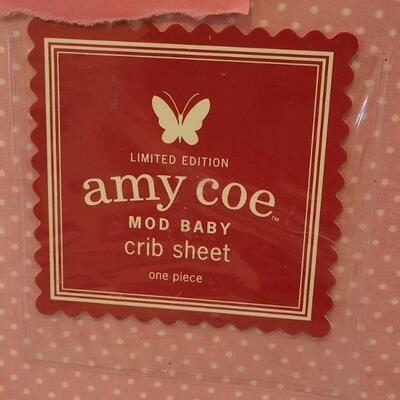 LIMITED EDITION
amy coe™
MOD BABY
crib sheet
one piece